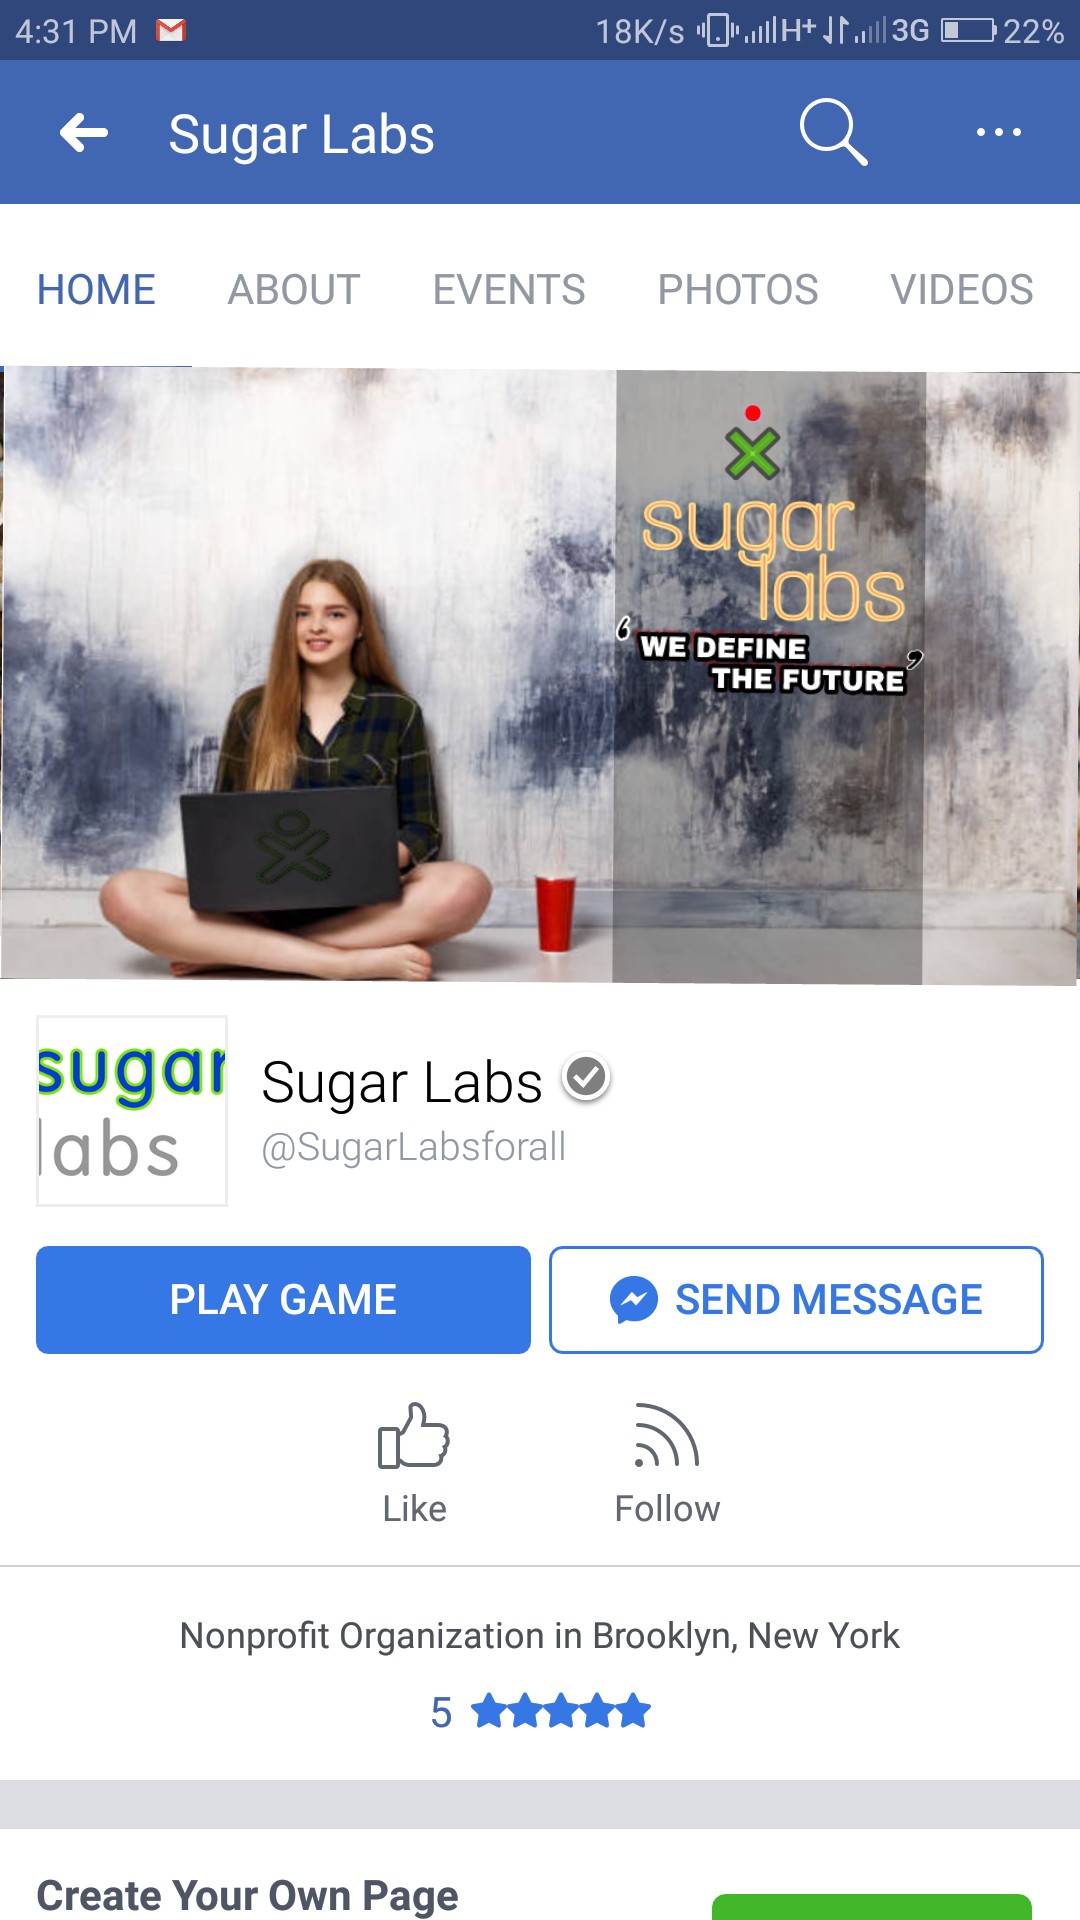 4:31 PM 18K/s H+ 3G 22%
Sugar Labs
HOME ABOUT EVENTS PHOTOS VIDEOS
sugar
labs
‘ WE DEFINE
THE FUTURE ’
sugar
labs
Sugar Labs
@SugarLabsforall
PLAY GAME SEND MESSAGE
Like Follow
Nonprofit Organization in Brooklyn, New York
5
Create Your Own Page